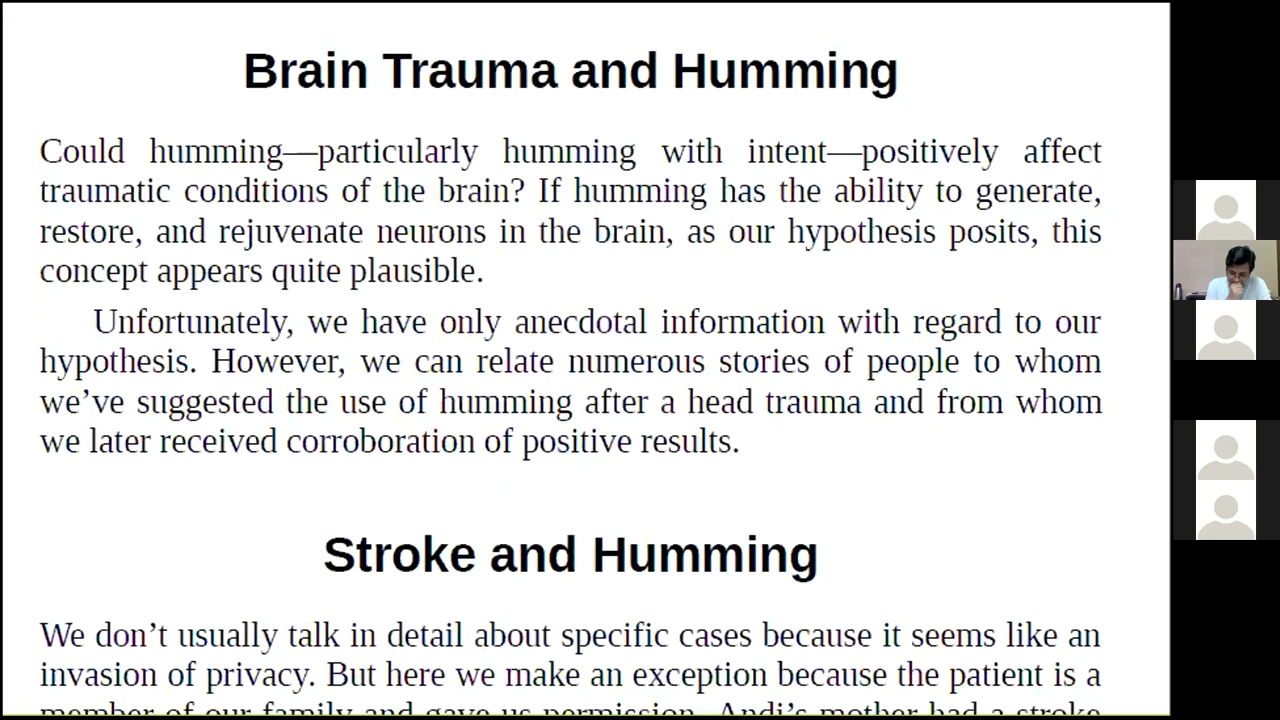 Brain Trauma and Humming
Could humming—particularly humming with intent—positively affect
traumatic conditions of the brain? If humming has the ability to generate,
restore, and rejuvenate neurons in the brain, as our hypothesis posits, this
concept appears quite plausible.
Unfortunately, we have only anecdotal information with regard to our
hypothesis. However, we can relate numerous stories of people to whom
we’ve suggested the use of humming after a head trauma and from whom
we later received corroboration of positive results.
Stroke and Humming
We don’t usually talk in detail about specific cases because it seems like an
invasion of privacy. But here we make an exception because the patient is a
member of our family and gave us permission. Andi’s mother had a stroke